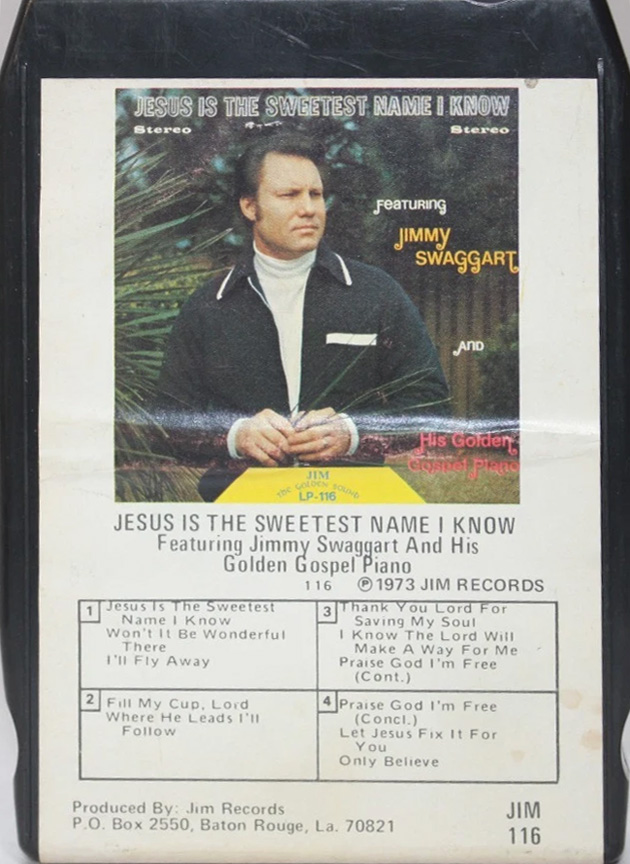 JESUS IS THE SWEETEST NAME I KNOW
Stereo Stereo
FEATURING
JIMMY
SWAGGART
AND
His Golden
Gospel Piano
JIM
THE GOLDEN SOUND
LP-116
JESUS IS THE SWEETEST NAME I KNOW
Featuring Jimmy Swaggart And His
Golden Gospel Piano
116 Ⓟ1973 JIM RECORDS
1 Jesus Is The Sweetest
Name I Know
Won't It Be Wonderful
There
I'll Fly Away
2 Fill My Cup, Lord
Where He Leads I'll
Follow
3 Thank You Lord For
Saving My Soul
I Know The Lord Will
Make A Way For Me
Praise God I'm Free
(Cont.)
4 Praise God I'm Free
(Concl.)
Let Jesus Fix It For
You
Only Believe
Produced By: Jim Records
P.O. Box 2550, Baton Rouge, La. 70821
JIM
116